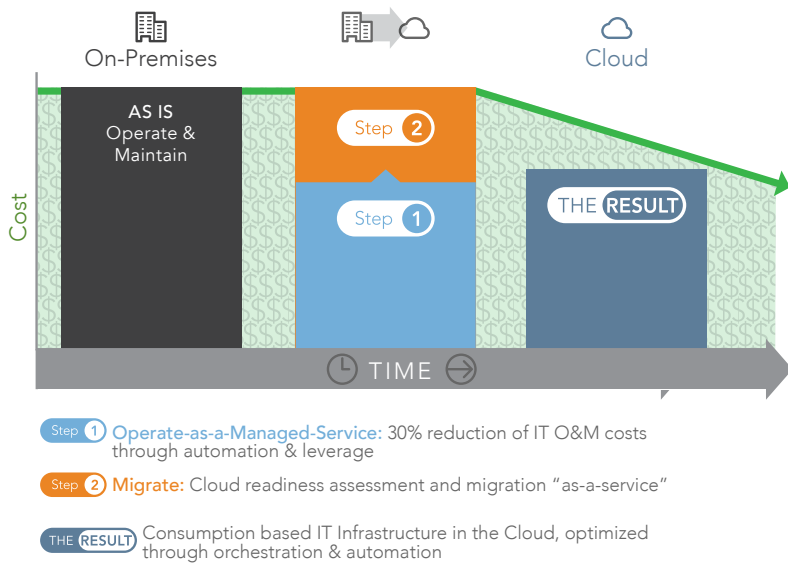 On-Premises
Cloud
AS IS
Operate &
Maintain
Step 2
Step 1
THE RESULT
Cost
TIME
Step 1 Operate-as-a-Managed-Service: 30% reduction of IT O&M costs
through automation & leverage
Step 2 Migrate: Cloud readiness assessment and migration “as-a-service”
THE RESULT Consumption based IT Infrastructure in the Cloud, optimized
through orchestration & automation